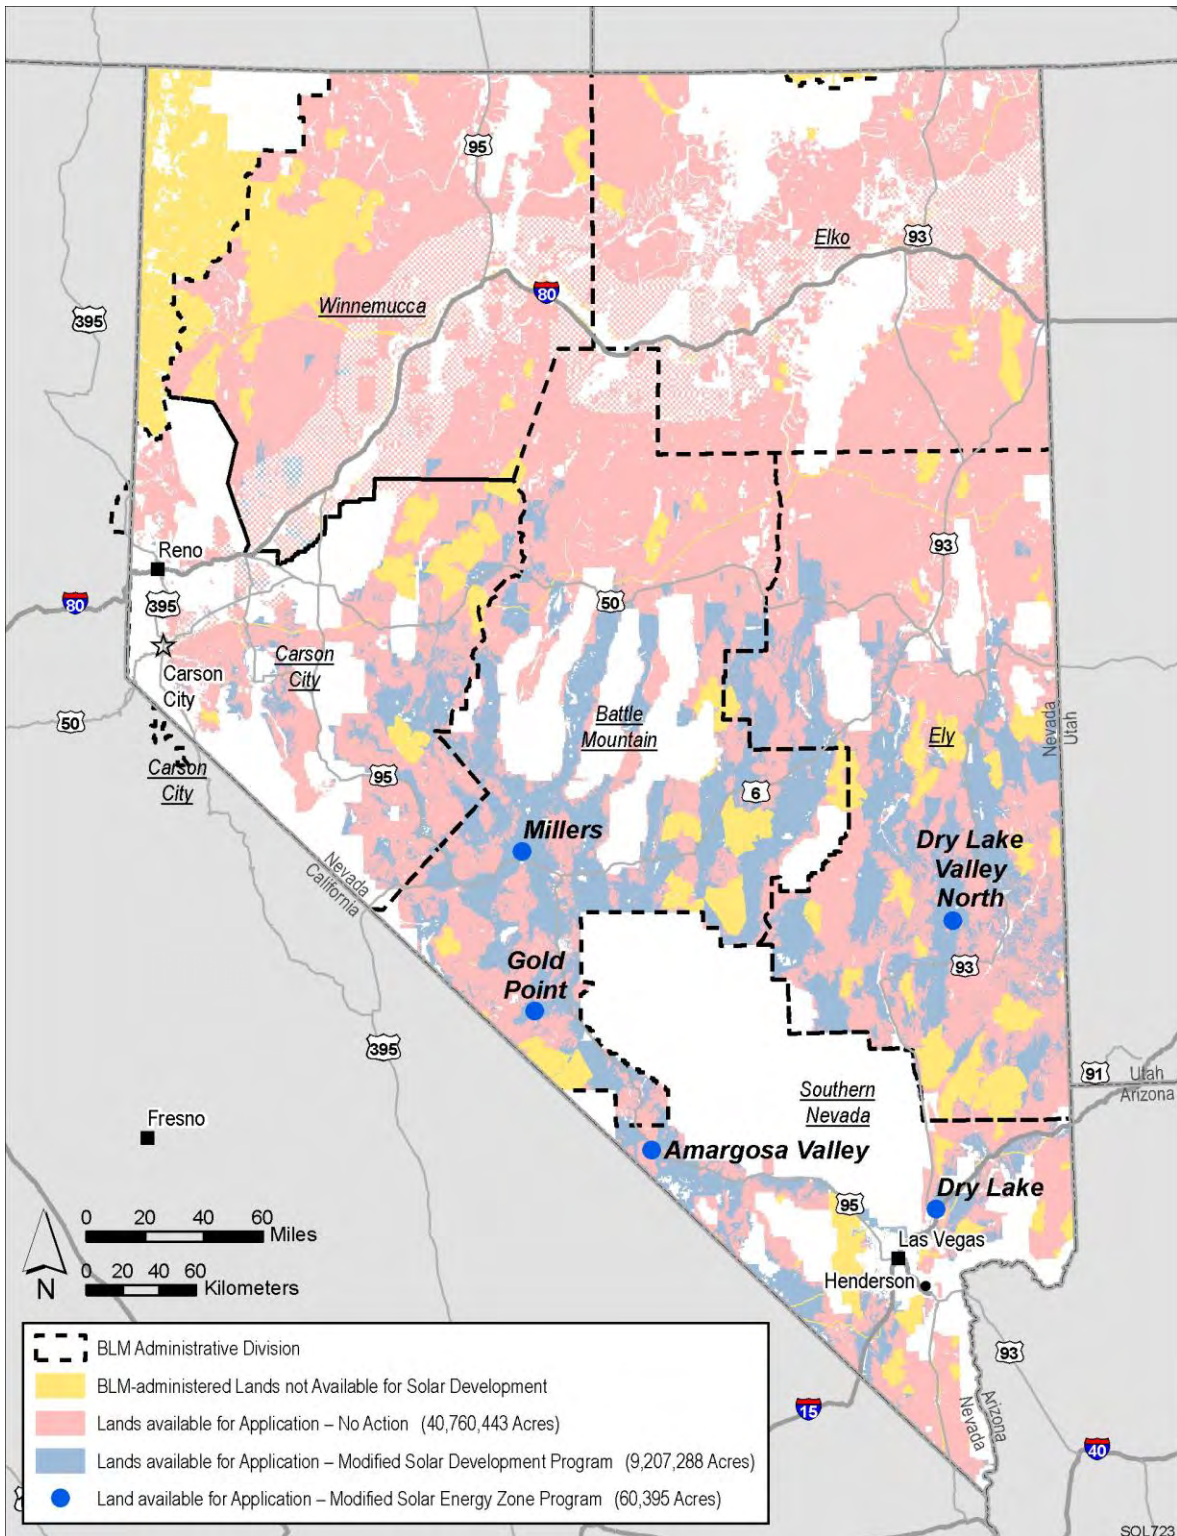 95
93
Elko
80
Winnemucca
395
Reno
80
395
50
93
Carson
City
Carson
City
50
Battle
Mountain
Ely
Nevada
Utah
Carson
City
95
6
Millers
Dry Lake
Valley
North
Nevada
California
Gold
Point
93
395
91
Utah
Arizona
Southern
Nevada
Fresno
Amargosa Valley
95
Dry Lake
0 20 40 60
Miles
Las Vegas
N
0 20 40 60
Kilometers
Henderson
93
BLM Administrative Division
BLM-administered Lands not Available for Solar Development
Lands available for Application – No Action (40,760,443 Acres)
Lands available for Application – Modified Solar Development Program (9,207,288 Acres)
Land available for Application – Modified Solar Energy Zone Program (60,395 Acres)
15
Arizona
Nevada
40
SOL723